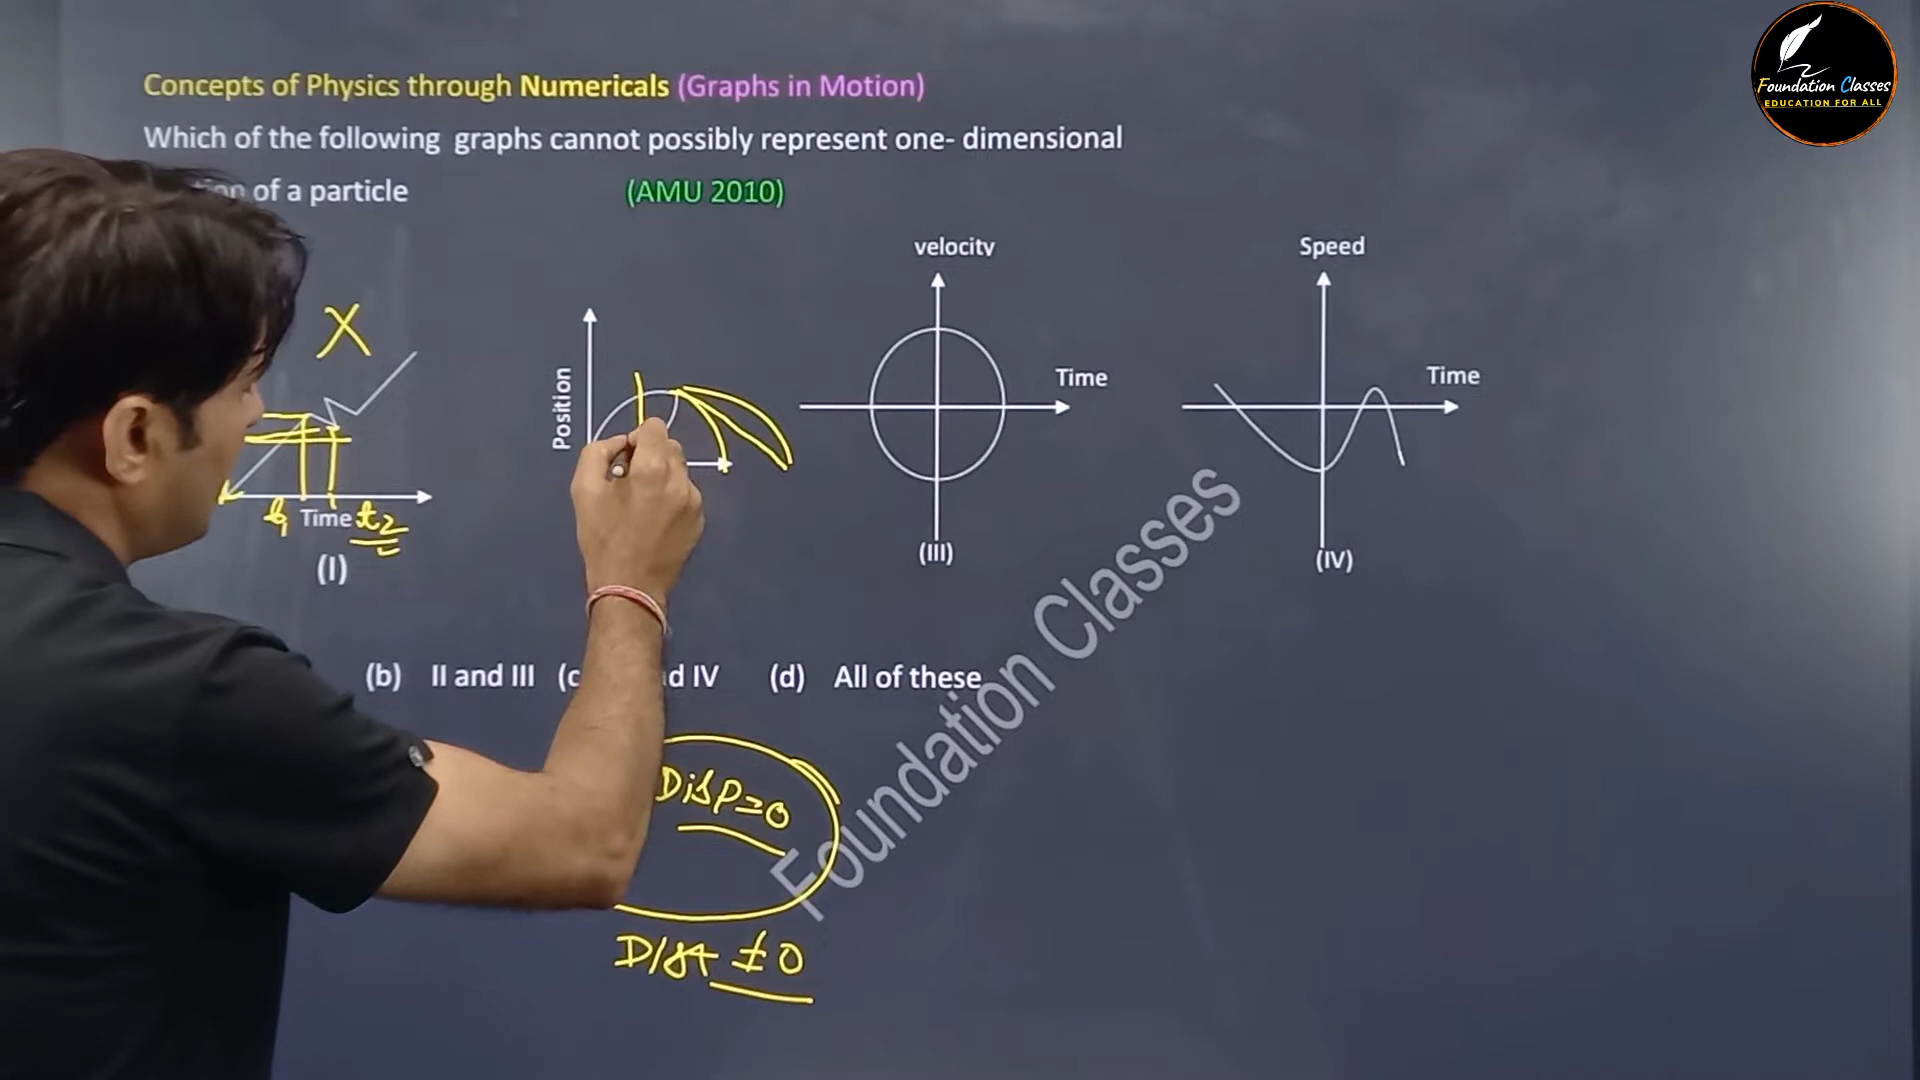 Foundation Classes
EDUCATION FOR ALL
Concepts of Physics through Numericals (Graphs in Motion)
Which of the following graphs cannot possibly represent one- dimensional
of a particle (AMU 2010)
velocity
Speed
X
Position
Time
Time
t1 Time t2
(I)
(III)
(IV)
(b) II and III (c IV (d) All of these
Disp=0
Dist ≠ 0
Foundation Classes